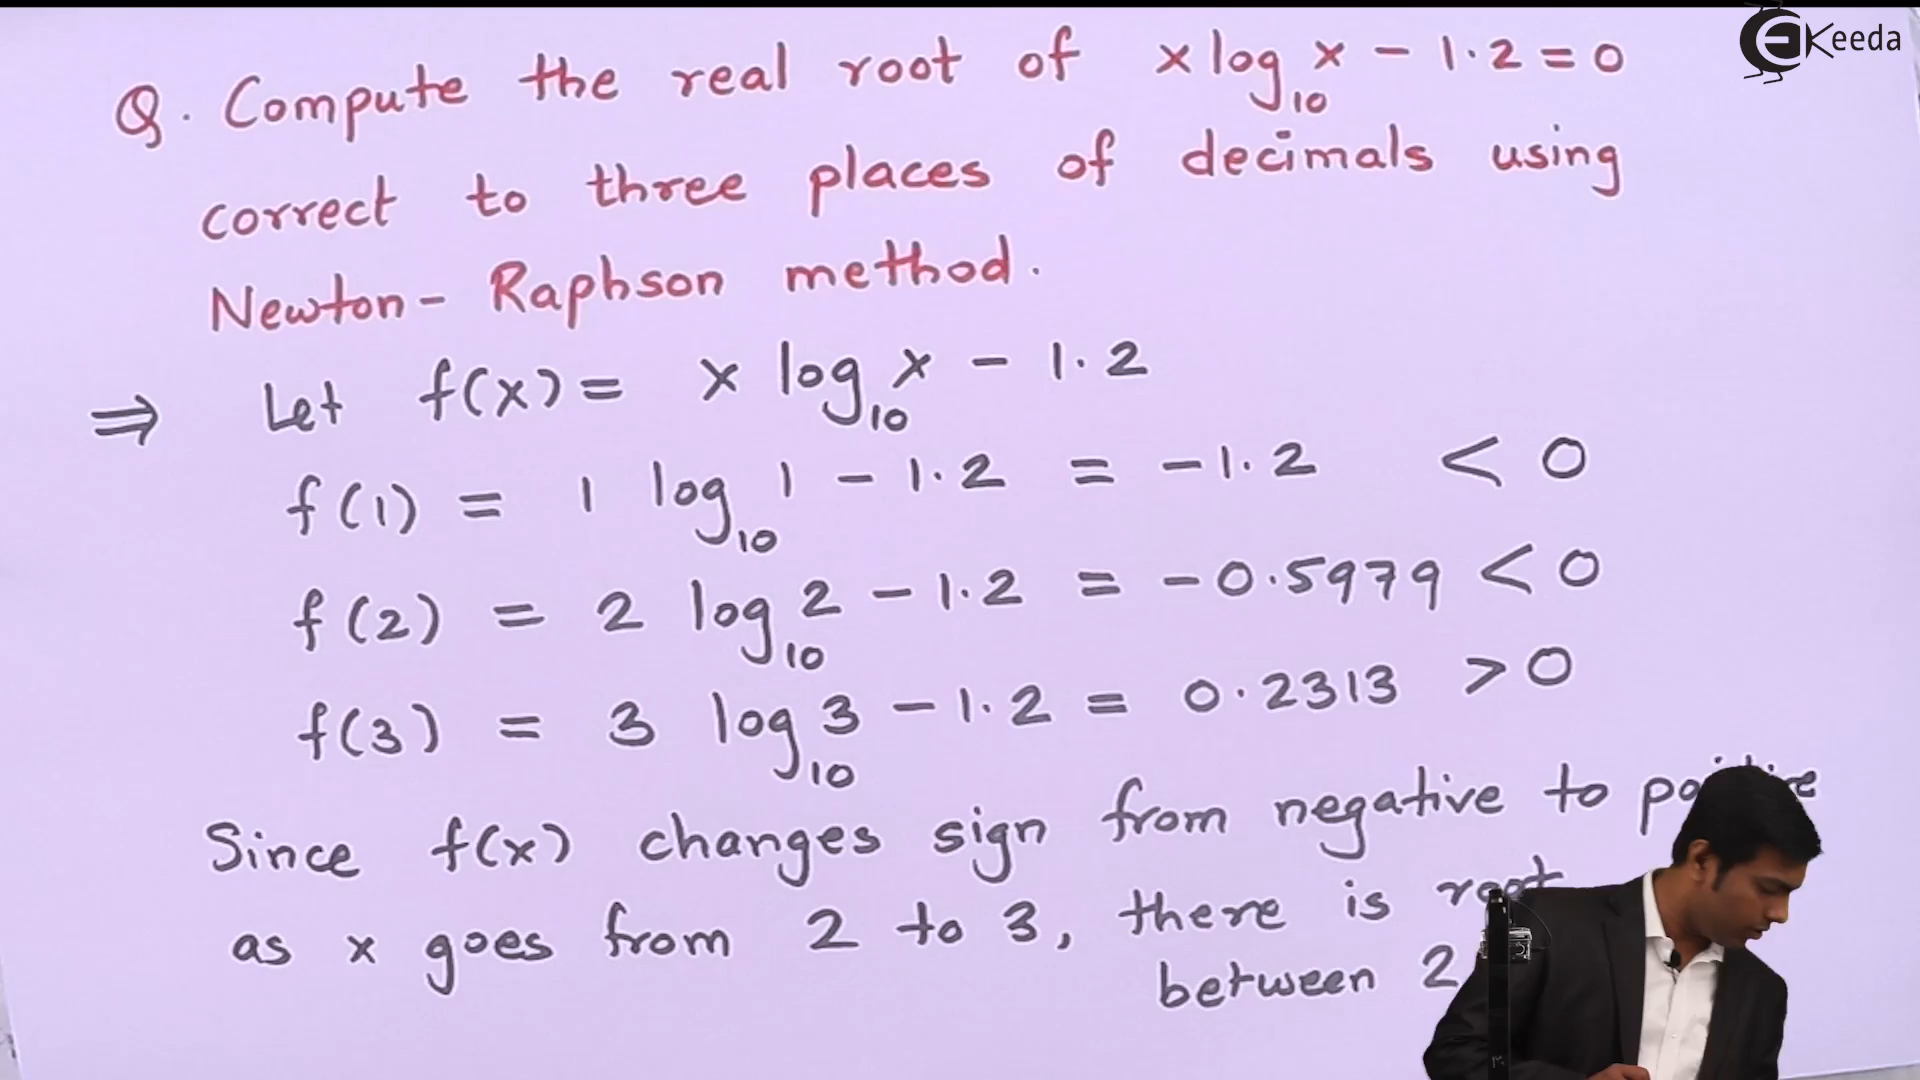 EKeeda
Q. Compute the real root of x log₁₀ x - 1.2 = 0
correct to three places of decimals using
Newton - Raphson method.
⇒ Let f(x) = x log₁₀ x - 1.2
f(1) = 1 log₁₀ 1 - 1.2 = -1.2 < 0
f(2) = 2 log₁₀ 2 - 1.2 = -0.5979 < 0
f(3) = 3 log₁₀ 3 - 1.2 = 0.2313 > 0
Since f(x) changes sign from negative to
as x goes from 2 to 3, there is root
between 2